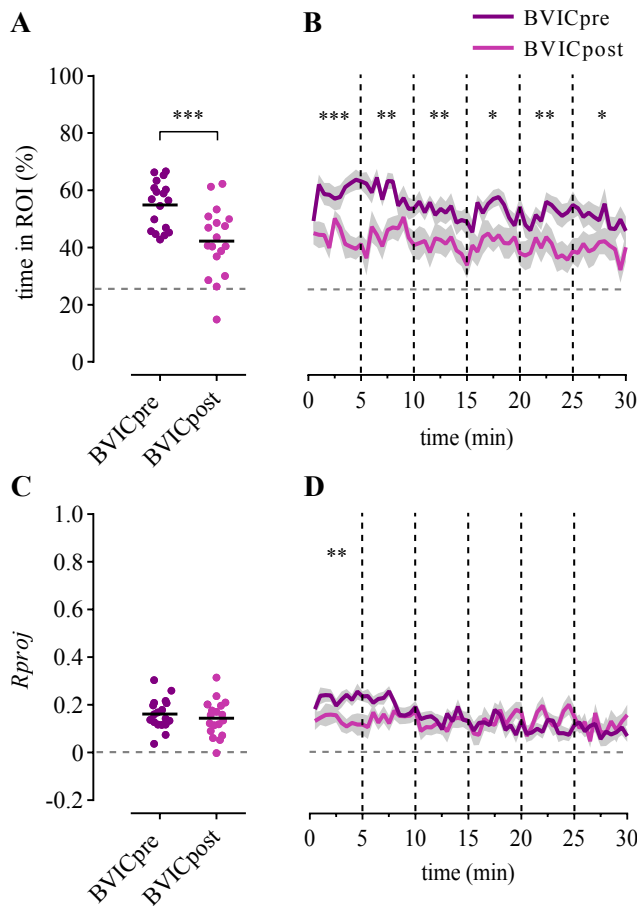 A
B
BVICpre
BVICpost
time in ROI (%)
100
80
60
40
20
0
***
BVICpre
BVICpost
***
**
**
*
**
*
0
5
10
15
20
25
30
time (min)
C
D
Rproj
1.0
0.8
0.6
0.4
0.2
0
-0.2
BVICpre
BVICpost
**
0
5
10
15
20
25
30
time (min)